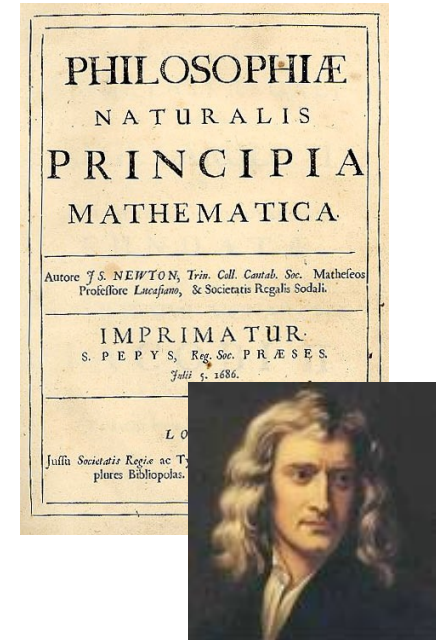 PHILOSOPHIÆ
NATURALIS
PRINCIPIA
MATHEMATICA.
Autore J S. NEWTON, Trin. Coll. Cantab. Soc. Matheseos
Professore Lucasiano, & Societatis Regalis Sodali.
IMPRIMATUR.
S. PEPYS, Reg. Soc. PRÆSES.
Julii 5. 1686.
LO
Jussu Societatis Regiæ ac Ty
plures Bibliopolas.